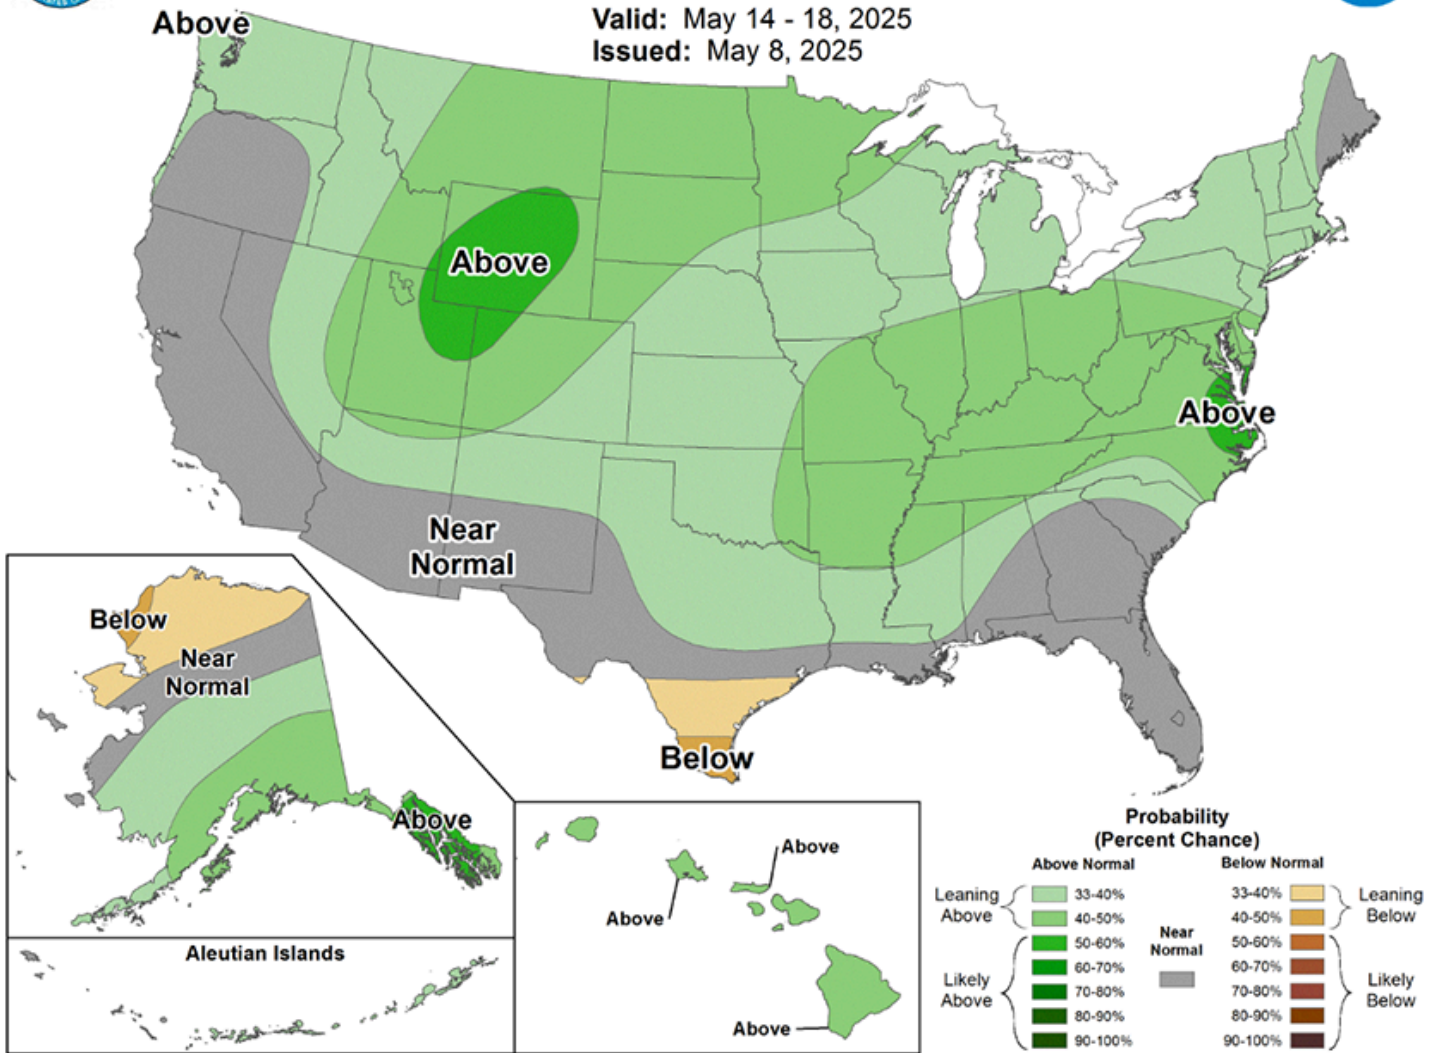 Valid: May 14 - 18, 2025
Issued: May 8, 2025
Above
Above
Above
Near
Normal
Below
Below
Near
Normal
Above
Aleutian Islands
Above
Above
Above
Probability
(Percent Chance)
Above Normal
Below Normal
Leaning
Above
33-40%
40-50%
50-60%
60-70%
70-80%
80-90%
90-100%
Likely
Above
Near
Normal
33-40%
40-50%
50-60%
60-70%
70-80%
80-90%
90-100%
Leaning
Below
Likely
Below